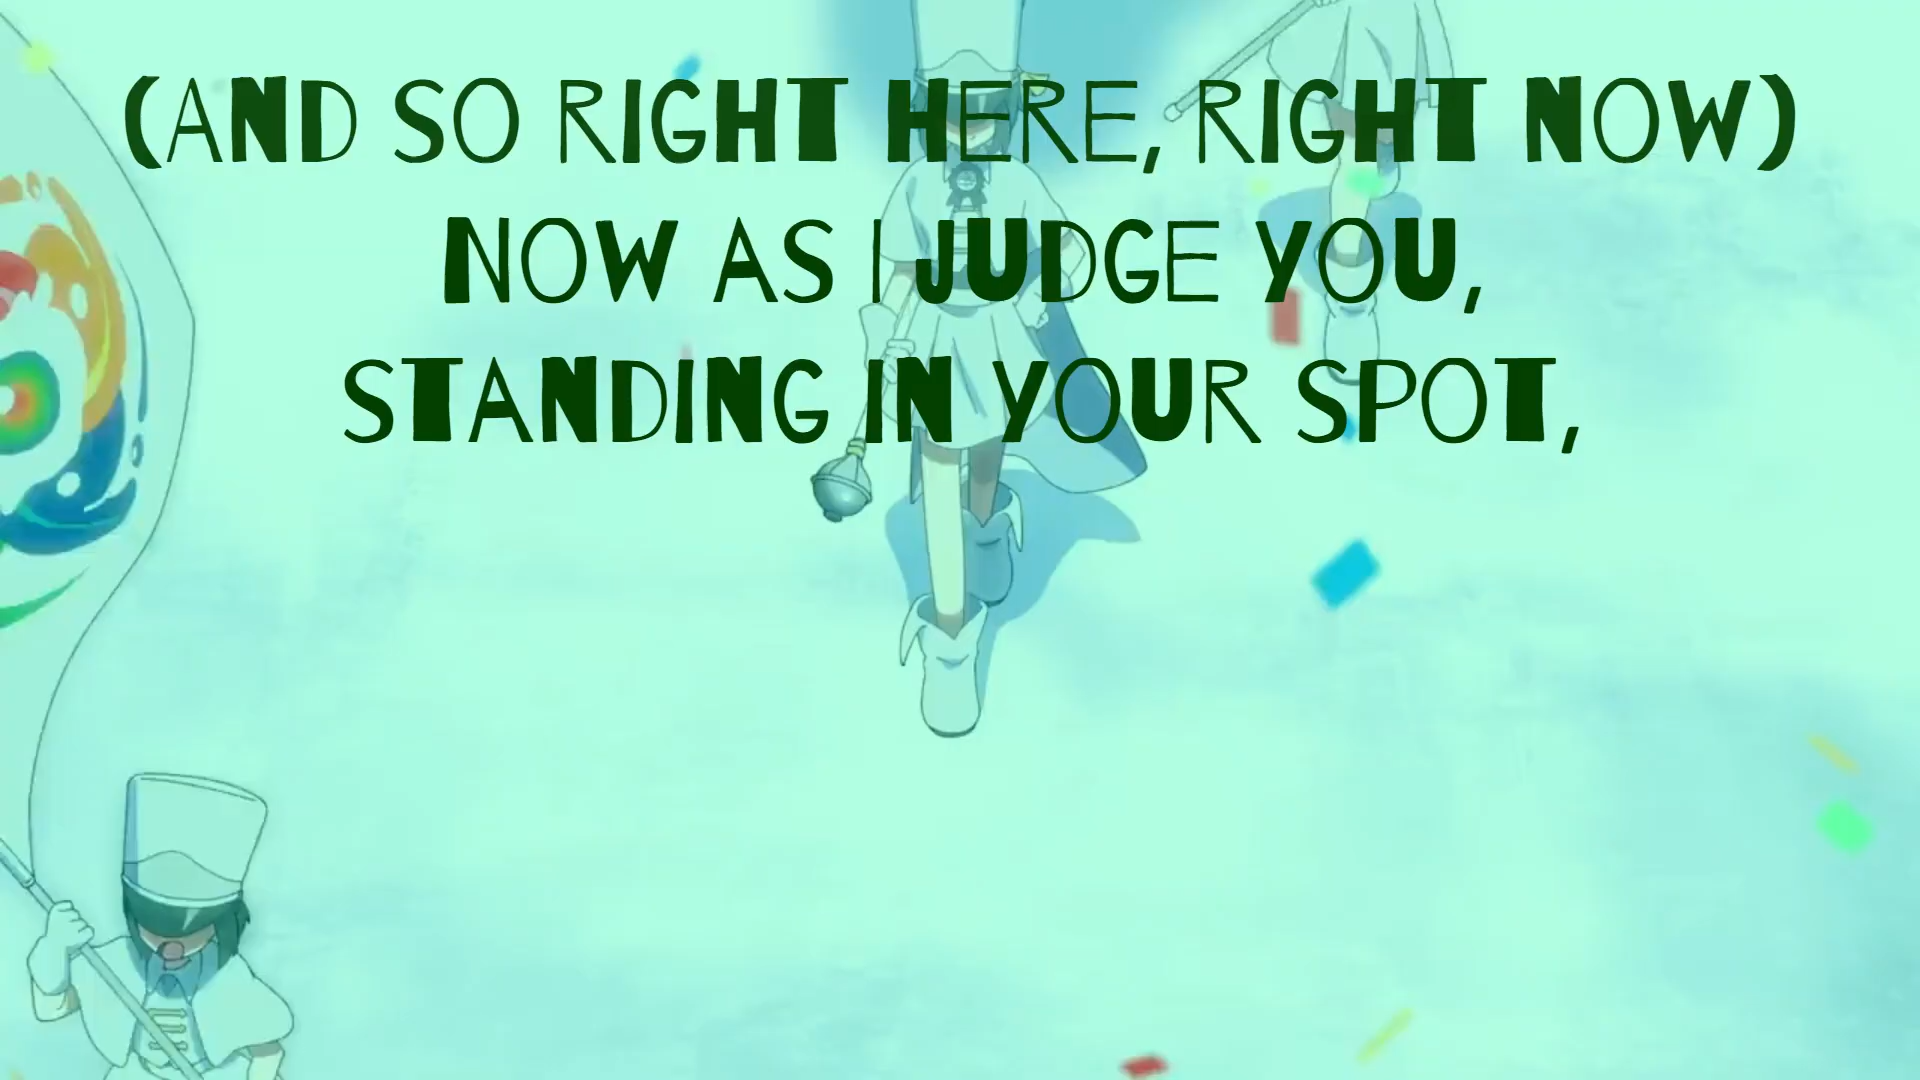 (AND SO RIGHT HERE, RIGHT NOW)
NOW AS I JUDGE YOU,
STANDING IN YOUR SPOT,